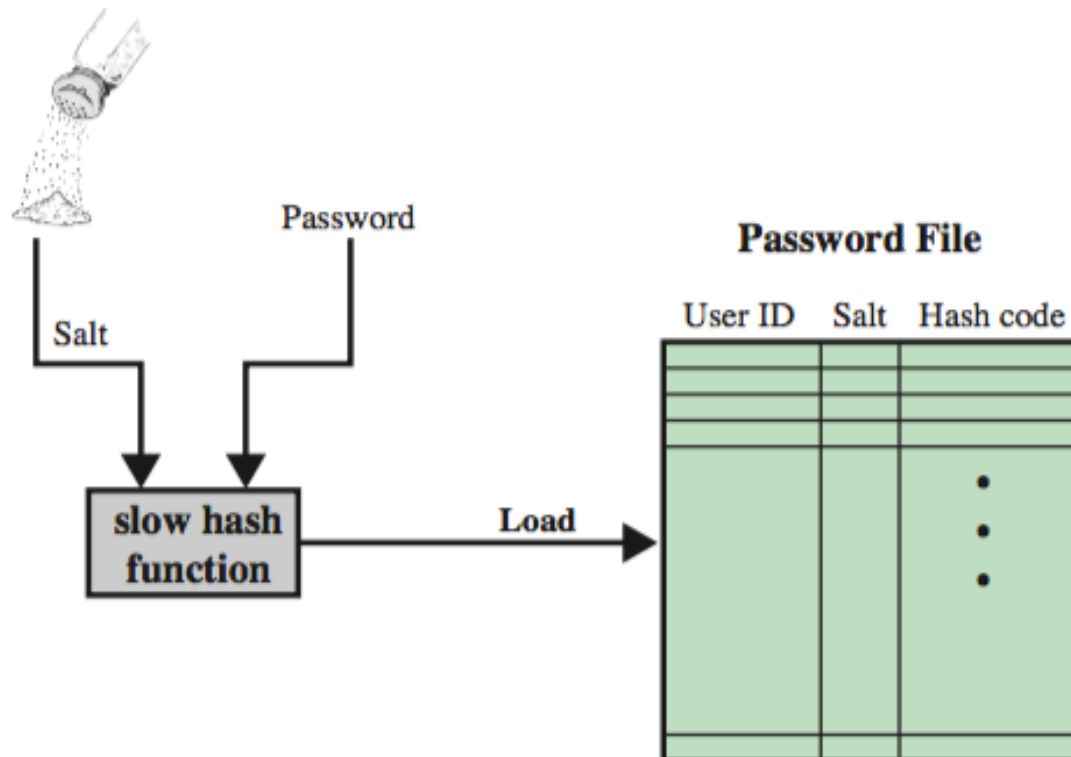 Password
Password File
User ID Salt Hash code
Salt
slow hash
function
Load